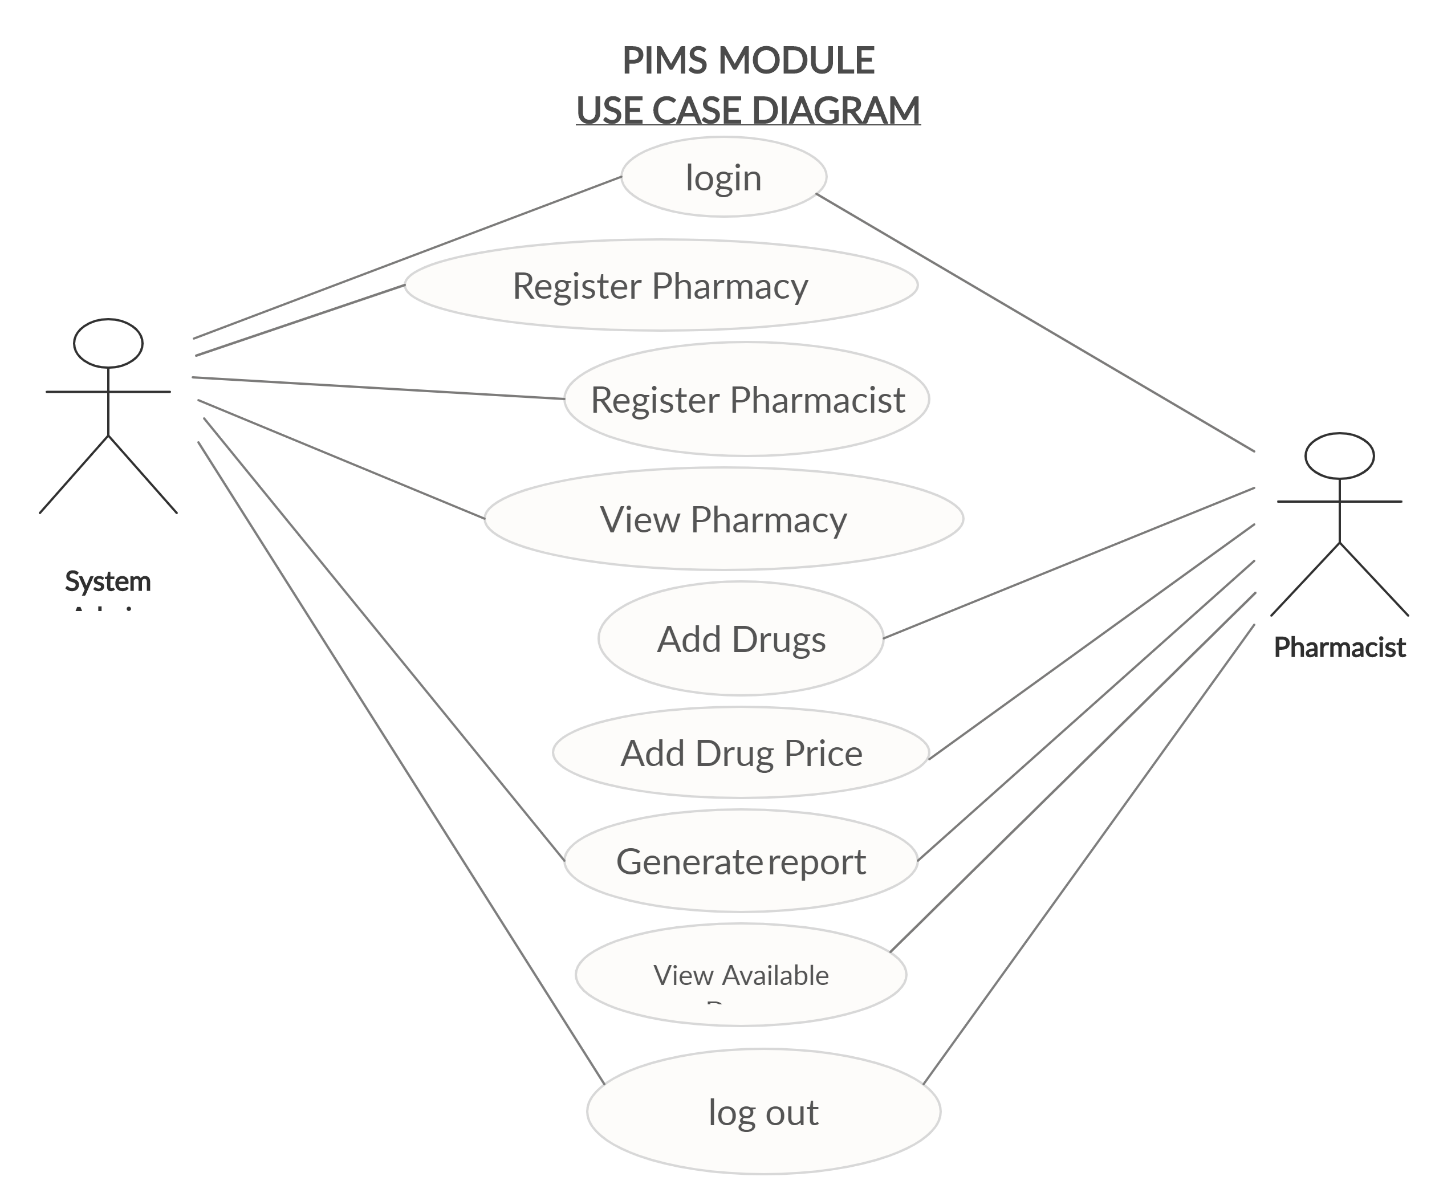 PIMS MODULE
USE CASE DIAGRAM
login
Register Pharmacy
Register Pharmacist
View Pharmacy
System
Add Drugs
Pharmacist
Add Drug Price
Generate report
View Available
log out